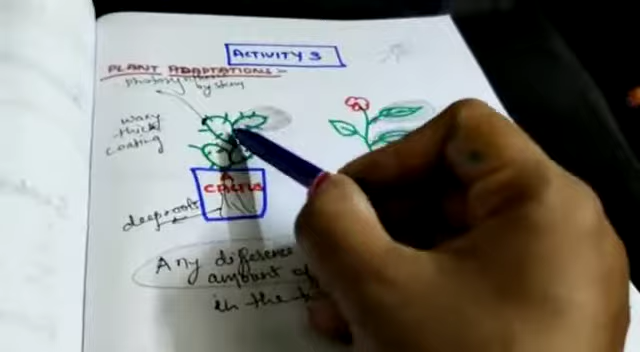 ACTIVITY 3
PLANT ADAPTATIONS :-
by stem
waxy
thick
coating
CACTUS
deep roots
Any difference
amount of
in the